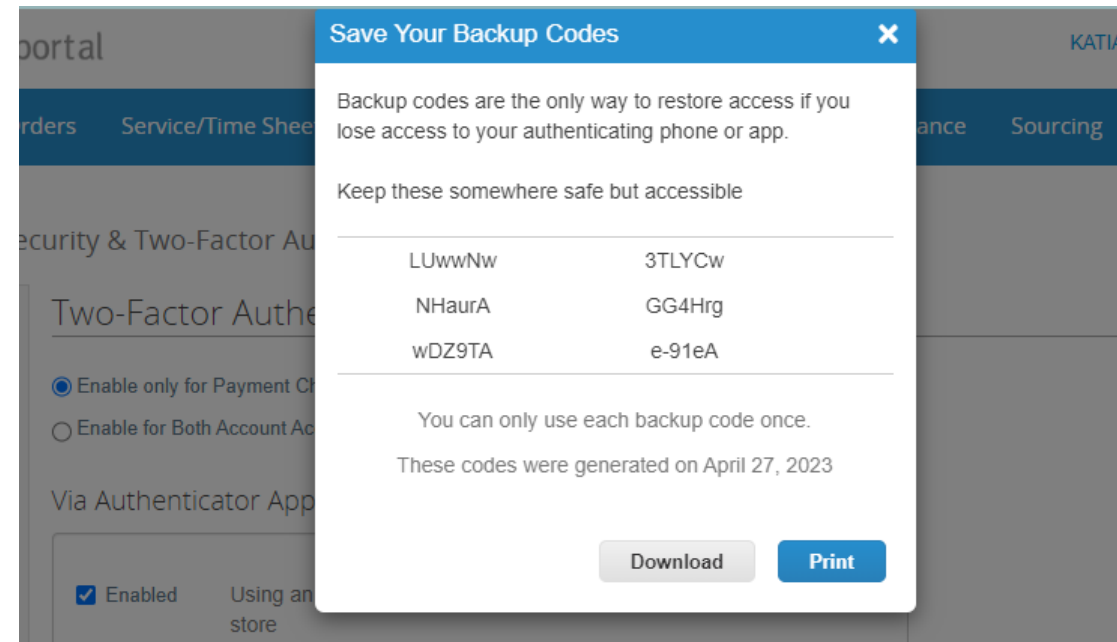 portal
Save Your Backup Codes
KATIA
Backup codes are the only way to restore access if you
lose access to your authenticating phone or app.
Service/Time Shee
Sourcing
Keep these somewhere safe but accessible
LUwwNw 3TLYCw
NHaurA GG4Hrg
wDZ9TA e-91eA
& Two-Factor Au
Two-Factor Authe
Enable only for Payment Ch
Enable for Both Account Ac
You can only use each backup code once.
These codes were generated on April 27, 2023
Via Authenticator App
Download Print
Enabled Using an
store